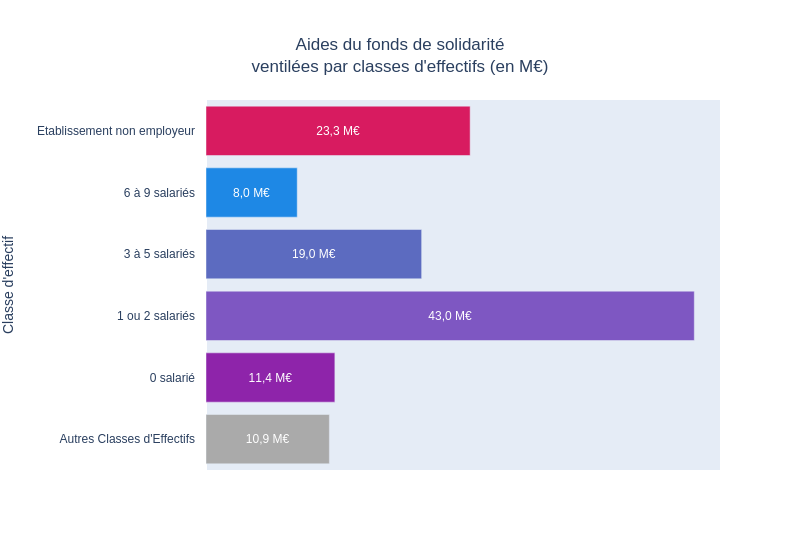 Aides du fonds de solidarité
ventilées par classes d'effectifs (en M€)
Classe d'effectif
Etablissement non employeur
23,3 M€
6 à 9 salariés
8,0 M€
3 à 5 salariés
19,0 M€
1 ou 2 salariés
43,0 M€
0 salarié
11,4 M€
Autres Classes d'Effectifs
10,9 M€